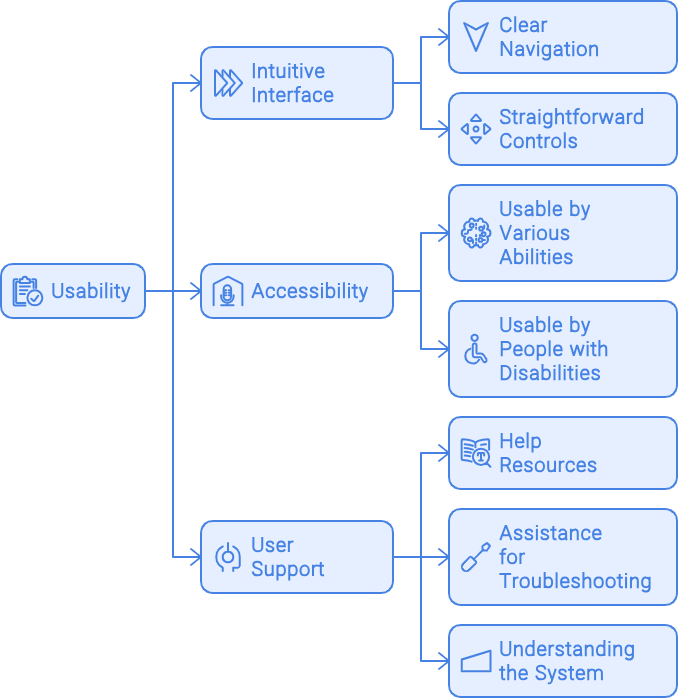 Usability
Intuitive
Interface
Clear
Navigation
Straightforward
Controls
Accessibility
Usable by
Various
Abilities
Usable by
People with
Disabilities
User
Support
Help
Resources
Assistance
for
Troubleshooting
Understanding
the System